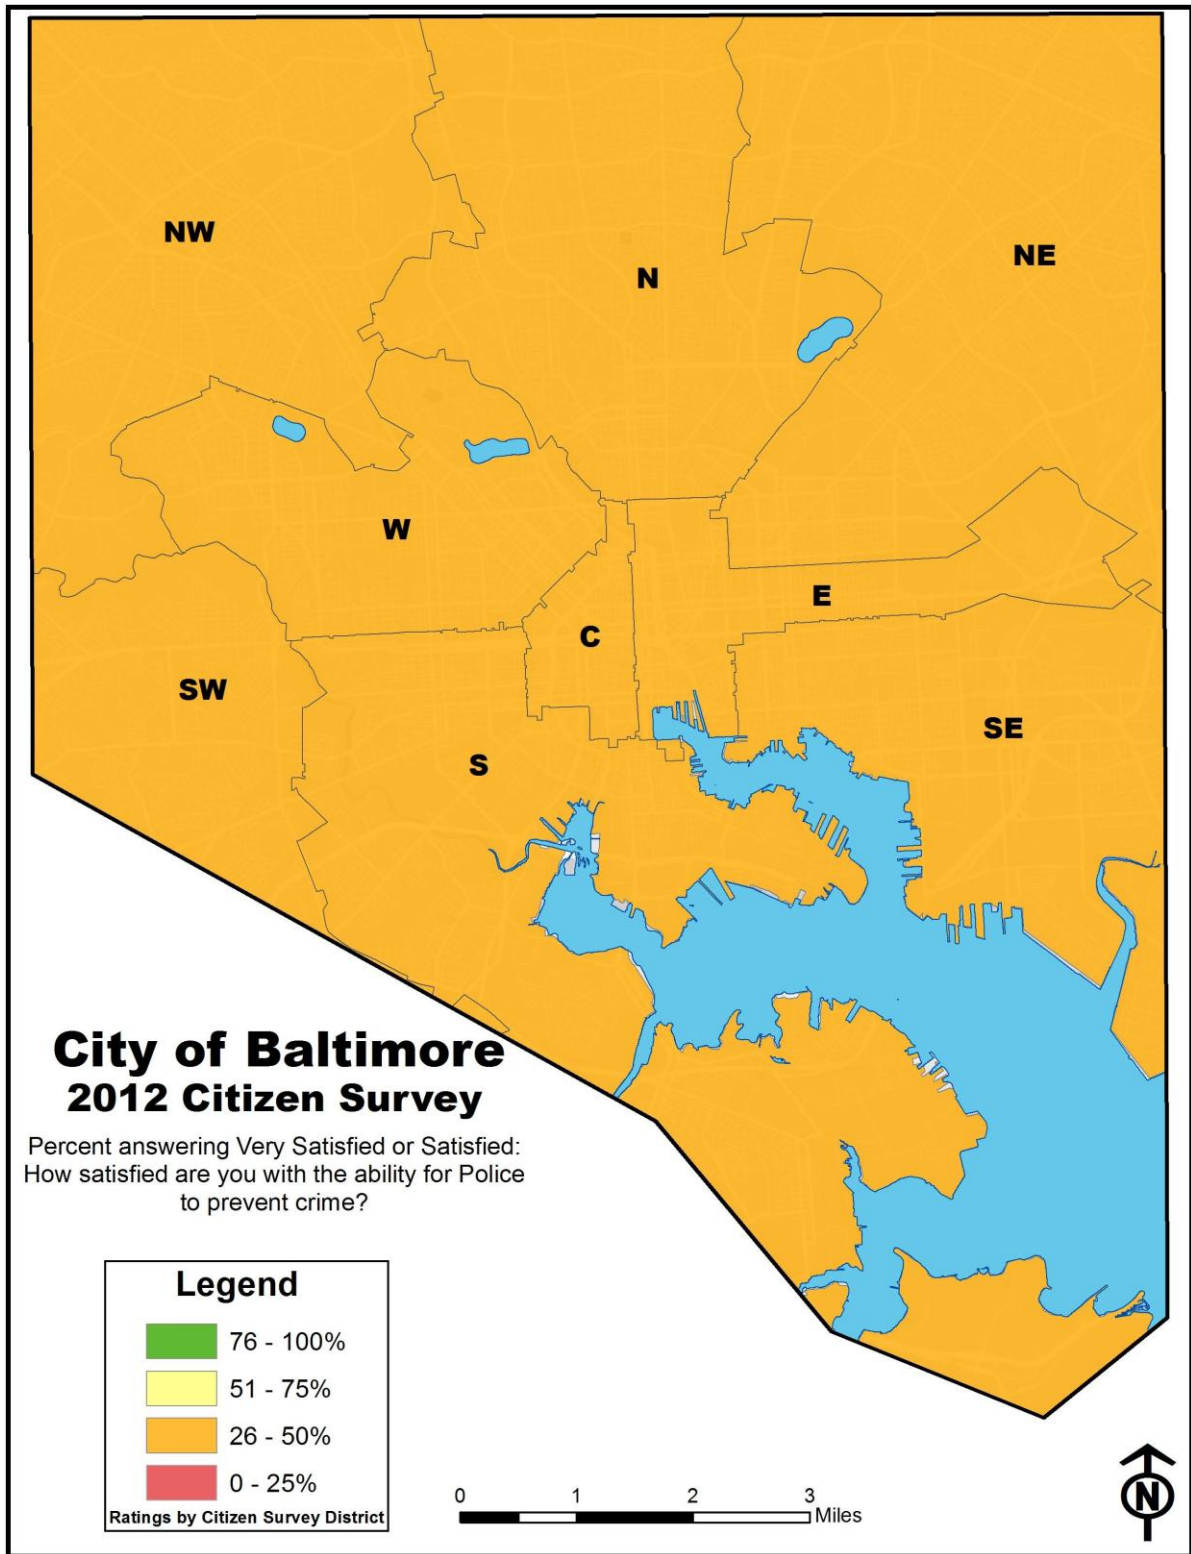 NW
N
NE
W
E
C
SW
S
SE
City of Baltimore
2012 Citizen Survey
Percent answering Very Satisfied or Satisfied:
How satisfied are you with the ability for Police
to prevent crime?
Legend
76 - 100%
51 - 75%
26 - 50%
0 - 25%
Ratings by Citizen Survey District
0 1 2 3
Miles
N